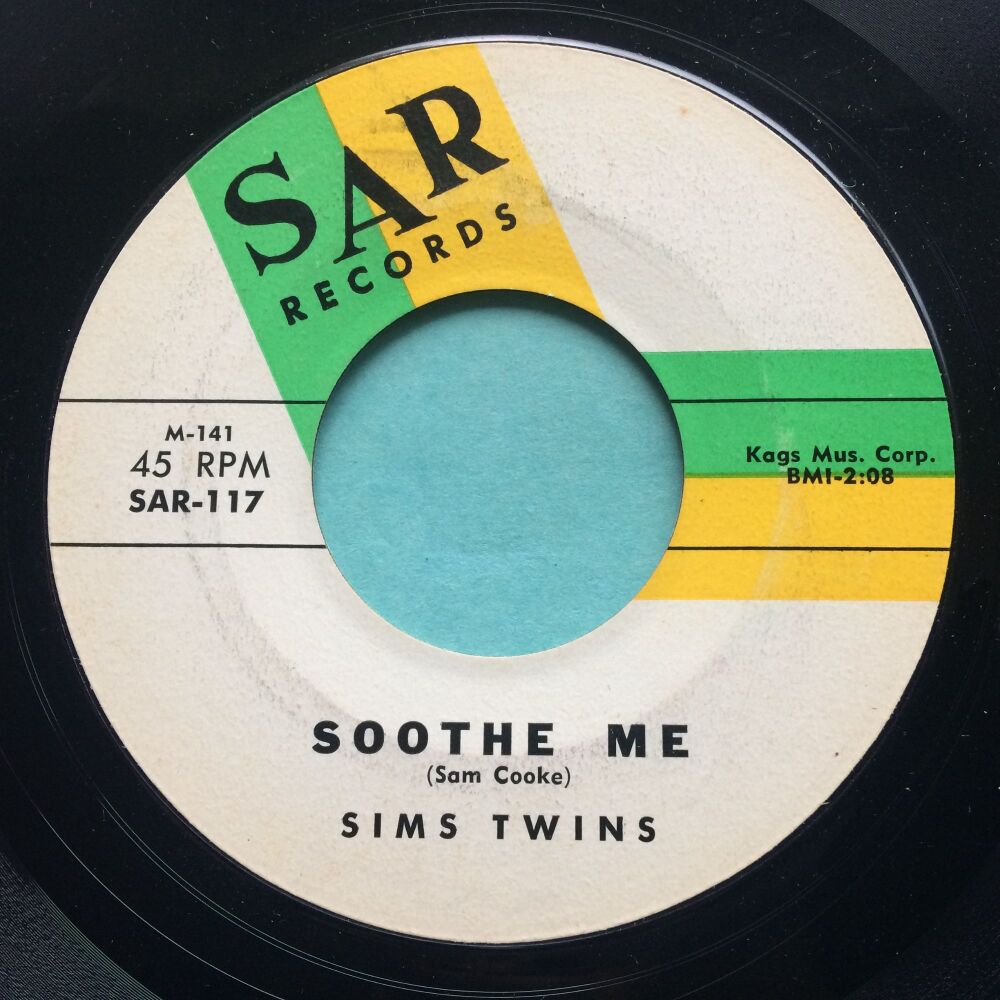 SAR
RECORDS
M-141
45 RPM
SAR-117
Kags Mus. Corp.
BMI-2:08
SOOTHE ME
(Sam Cooke)
SIMS TWINS